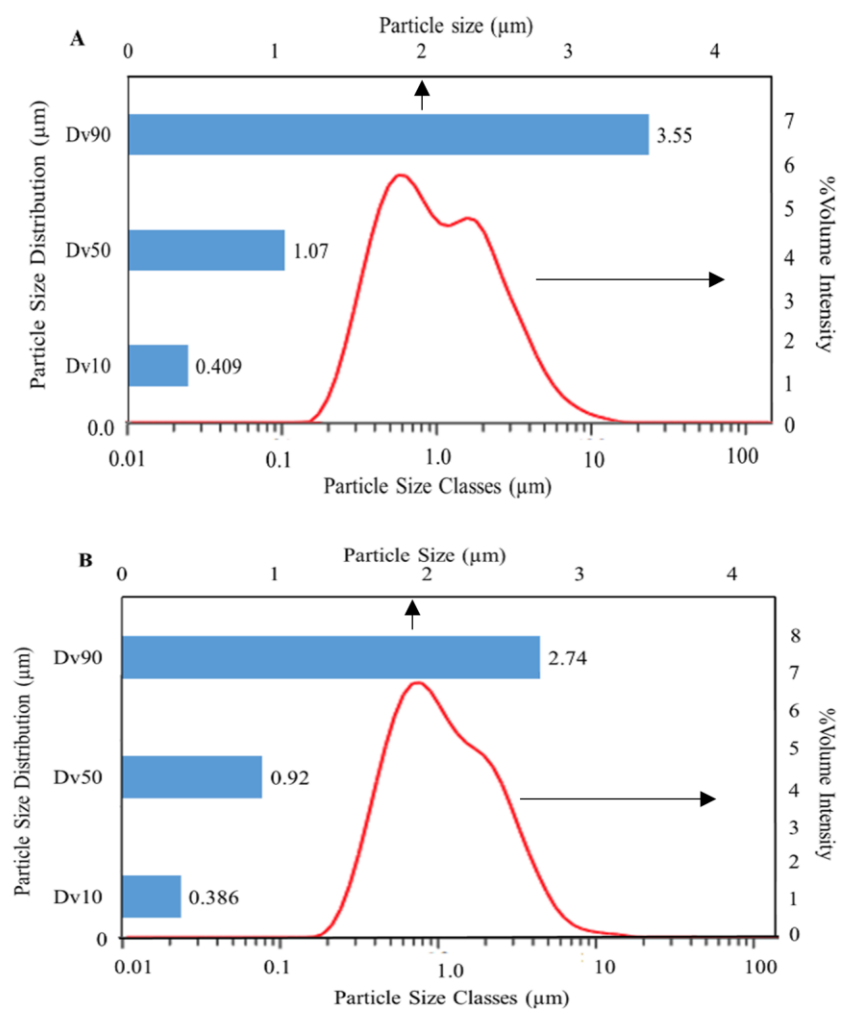 A
Particle size (µm)
0 1 2 3 4
Particle Size Distribution (µm)
Dv90
3.55
Dv50
1.07
Dv10
0.409
0.0
7
6
5
4
3
2
1
0
%Volume Intensity
0.01 0.1 1.0 10 100
Particle Size Classes (µm)
B
Particle Size (µm)
0 1 2 3 4
Particle Size Distribution (µm)
Dv90
2.74
Dv50
0.92
Dv10
0.386
0
8
7
6
5
4
3
2
1
0
%Volume Intensity
0.01 0.1 1.0 10 100
Particle Size Classes (µm)